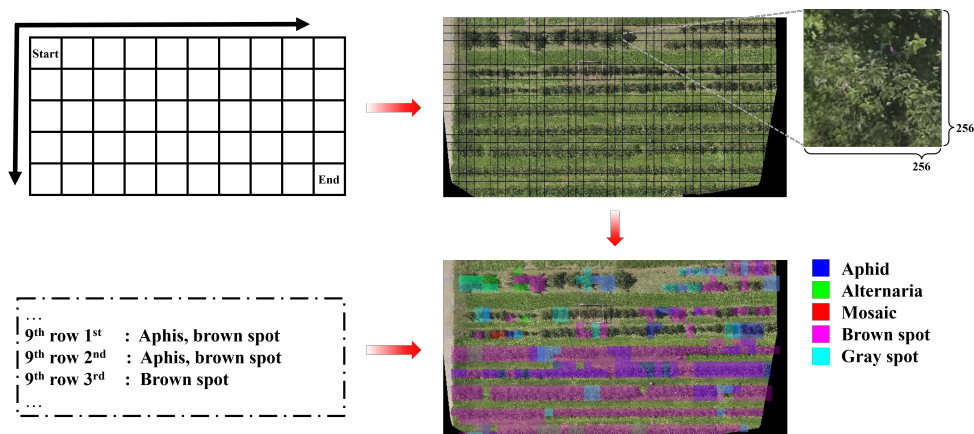 Start
End
256
256
Aphid
Alternaria
Mosaic
Brown spot
Gray spot
...
9th row 1st : Aphis, brown spot
9th row 2nd : Aphis, brown spot
9th row 3rd : Brown spot
...